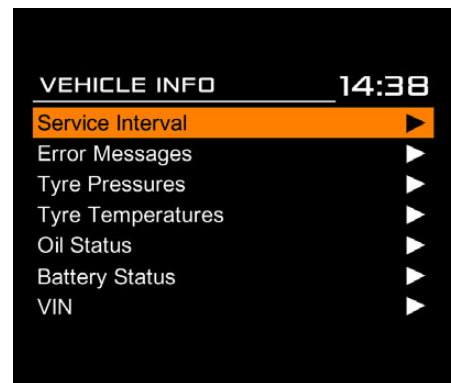 VEHICLE INFO 14:38
Service Interval
Error Messages
Tyre Pressures
Tyre Temperatures
Oil Status
Battery Status
VIN